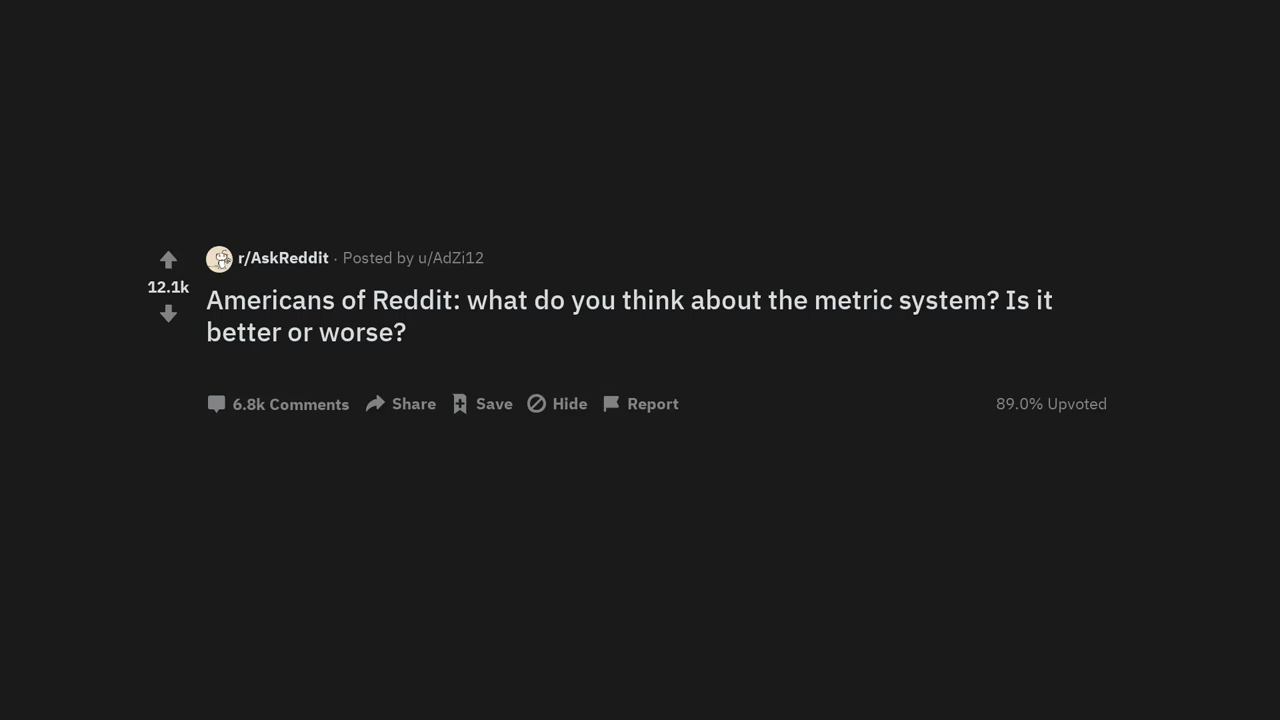 r/AskReddit · Posted by u/AdZi12
12.1k
Americans of Reddit: what do you think about the metric system? Is it
better or worse?
6.8k Comments Share Save Hide Report 89.0% Upvoted